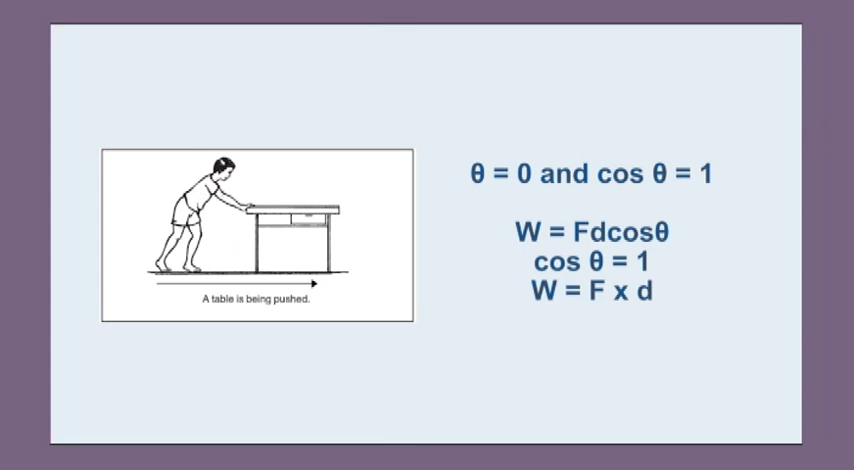 θ = 0 and cos θ = 1
W = Fdcosθ
cos θ = 1
W = F x d
A table is being pushed.